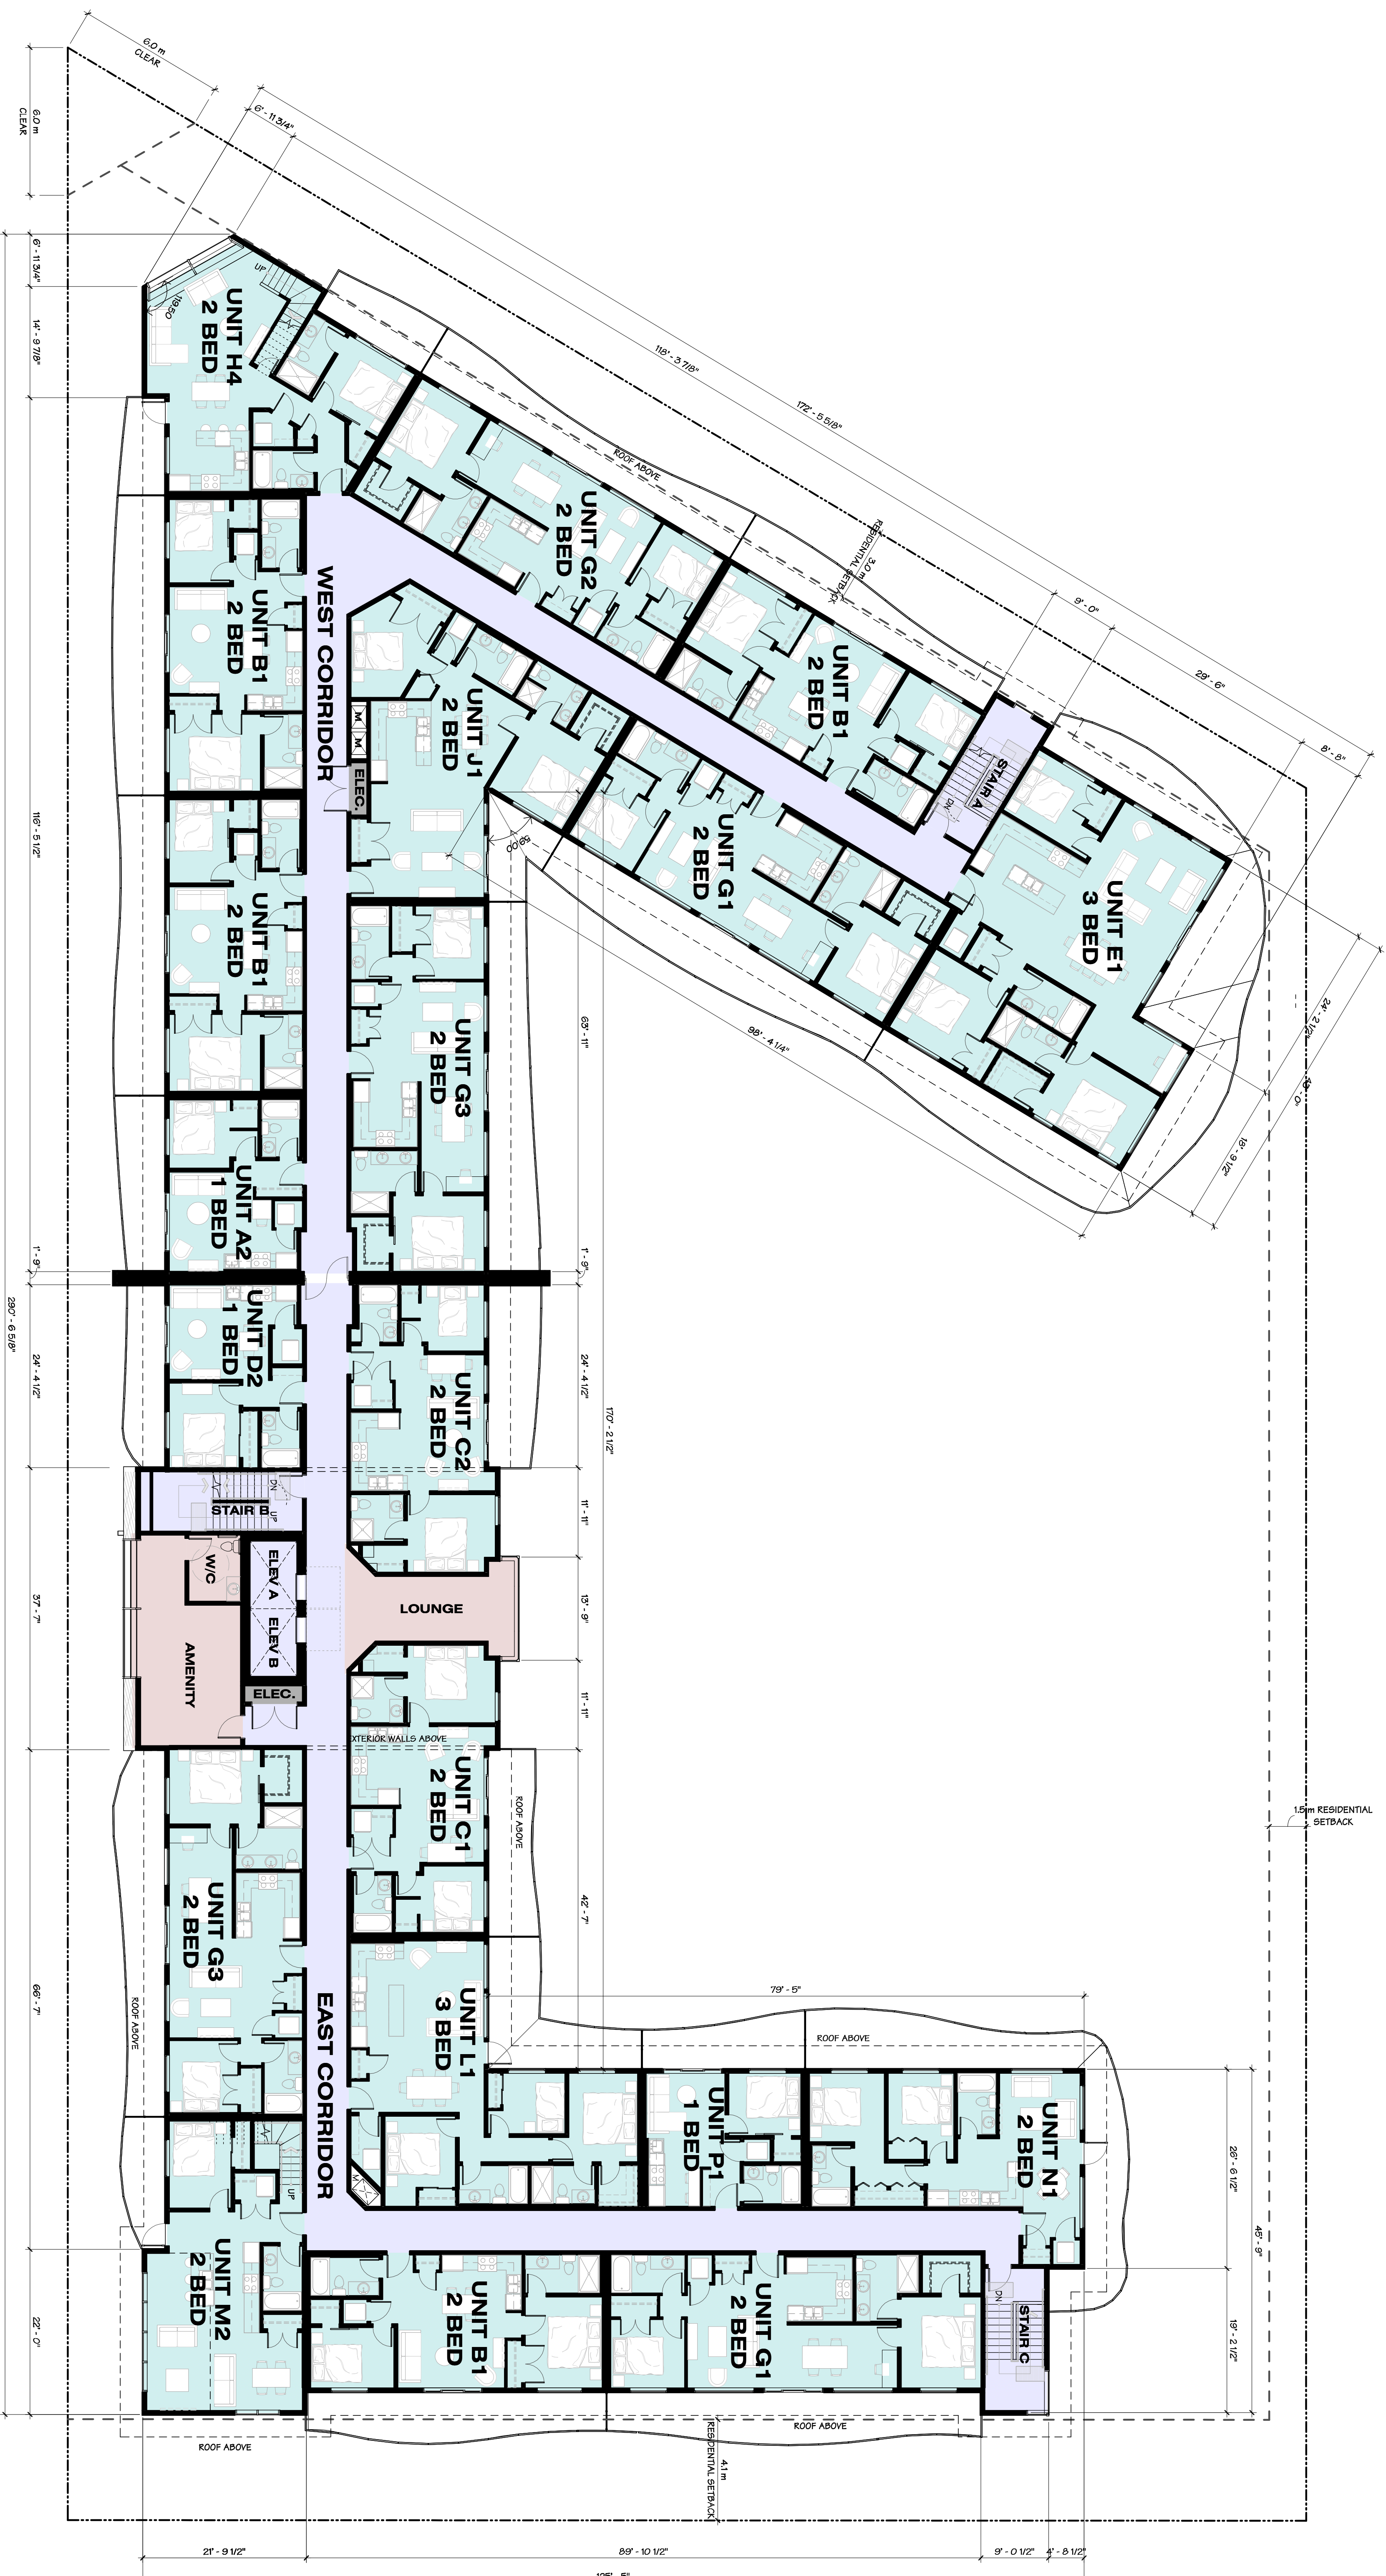 6.0 m
CLEAR
6.0 m
CLEAR
6' - 11 3/4"
6' - 11 3/4"
14' - 9 7/8"
119.50
UP
UNIT H4
2 BED
118' - 3 7/8"
172' - 5 5/8"
ROOF ABOVE
RESIDENTIAL SETBACK
3.0 m
9' - 0"
29' - 6"
8' - 8"
UNIT G2
2 BED
UNIT B1
2 BED
WEST CORRIDOR
UNIT B1
2 BED
UNIT J1
2 BED
M
M
ELEC.
STAIR A
DN
59.00
UNIT G1
2 BED
UNIT E1
3 BED
116' - 5 1/2"
UNIT B1
2 BED
UNIT G3
2 BED
63' - 11"
98' - 4 1/4"
24' - 2 1/2"
43' - 0"
18' - 9 1/2"
UNIT A2
1 BED
1' - 9"
1' - 9"
290' - 6 5/8"
UNIT D2
1 BED
24' - 4 1/2"
UNIT C2
2 BED
24' - 4 1/2"
170' - 2 1/2"
STAIR B
DN
UP
11' - 11"
W/C
ELEV A
ELEV B
LOUNGE
13' - 9"
37' - 7"
AMENITY
ELEC.
11' - 11"
XTERIOR WALLS ABOVE
UNIT C1
2 BED
ROOF ABOVE
1.5 m RESIDENTIAL
SETBACK
UNIT G3
2 BED
42' - 7"
66' - 7"
ROOF ABOVE
EAST CORRIDOR
UNIT L1
3 BED
79' - 5"
ROOF ABOVE
M
UP
UNIT P1
1 BED
UNIT N1
2 BED
26' - 6 1/2"
45' - 9"
UNIT M2
2 BED
22' - 0"
UNIT B1
2 BED
UNIT G1
2 BED
DN
STAIR C
19' - 2 1/2"
ROOF ABOVE
ROOF ABOVE
RESIDENTIAL SETBACK
4.1 m
21' - 9 1/2"
89' - 10 1/2"
9' - 0 1/2"
4' - 8 1/2"